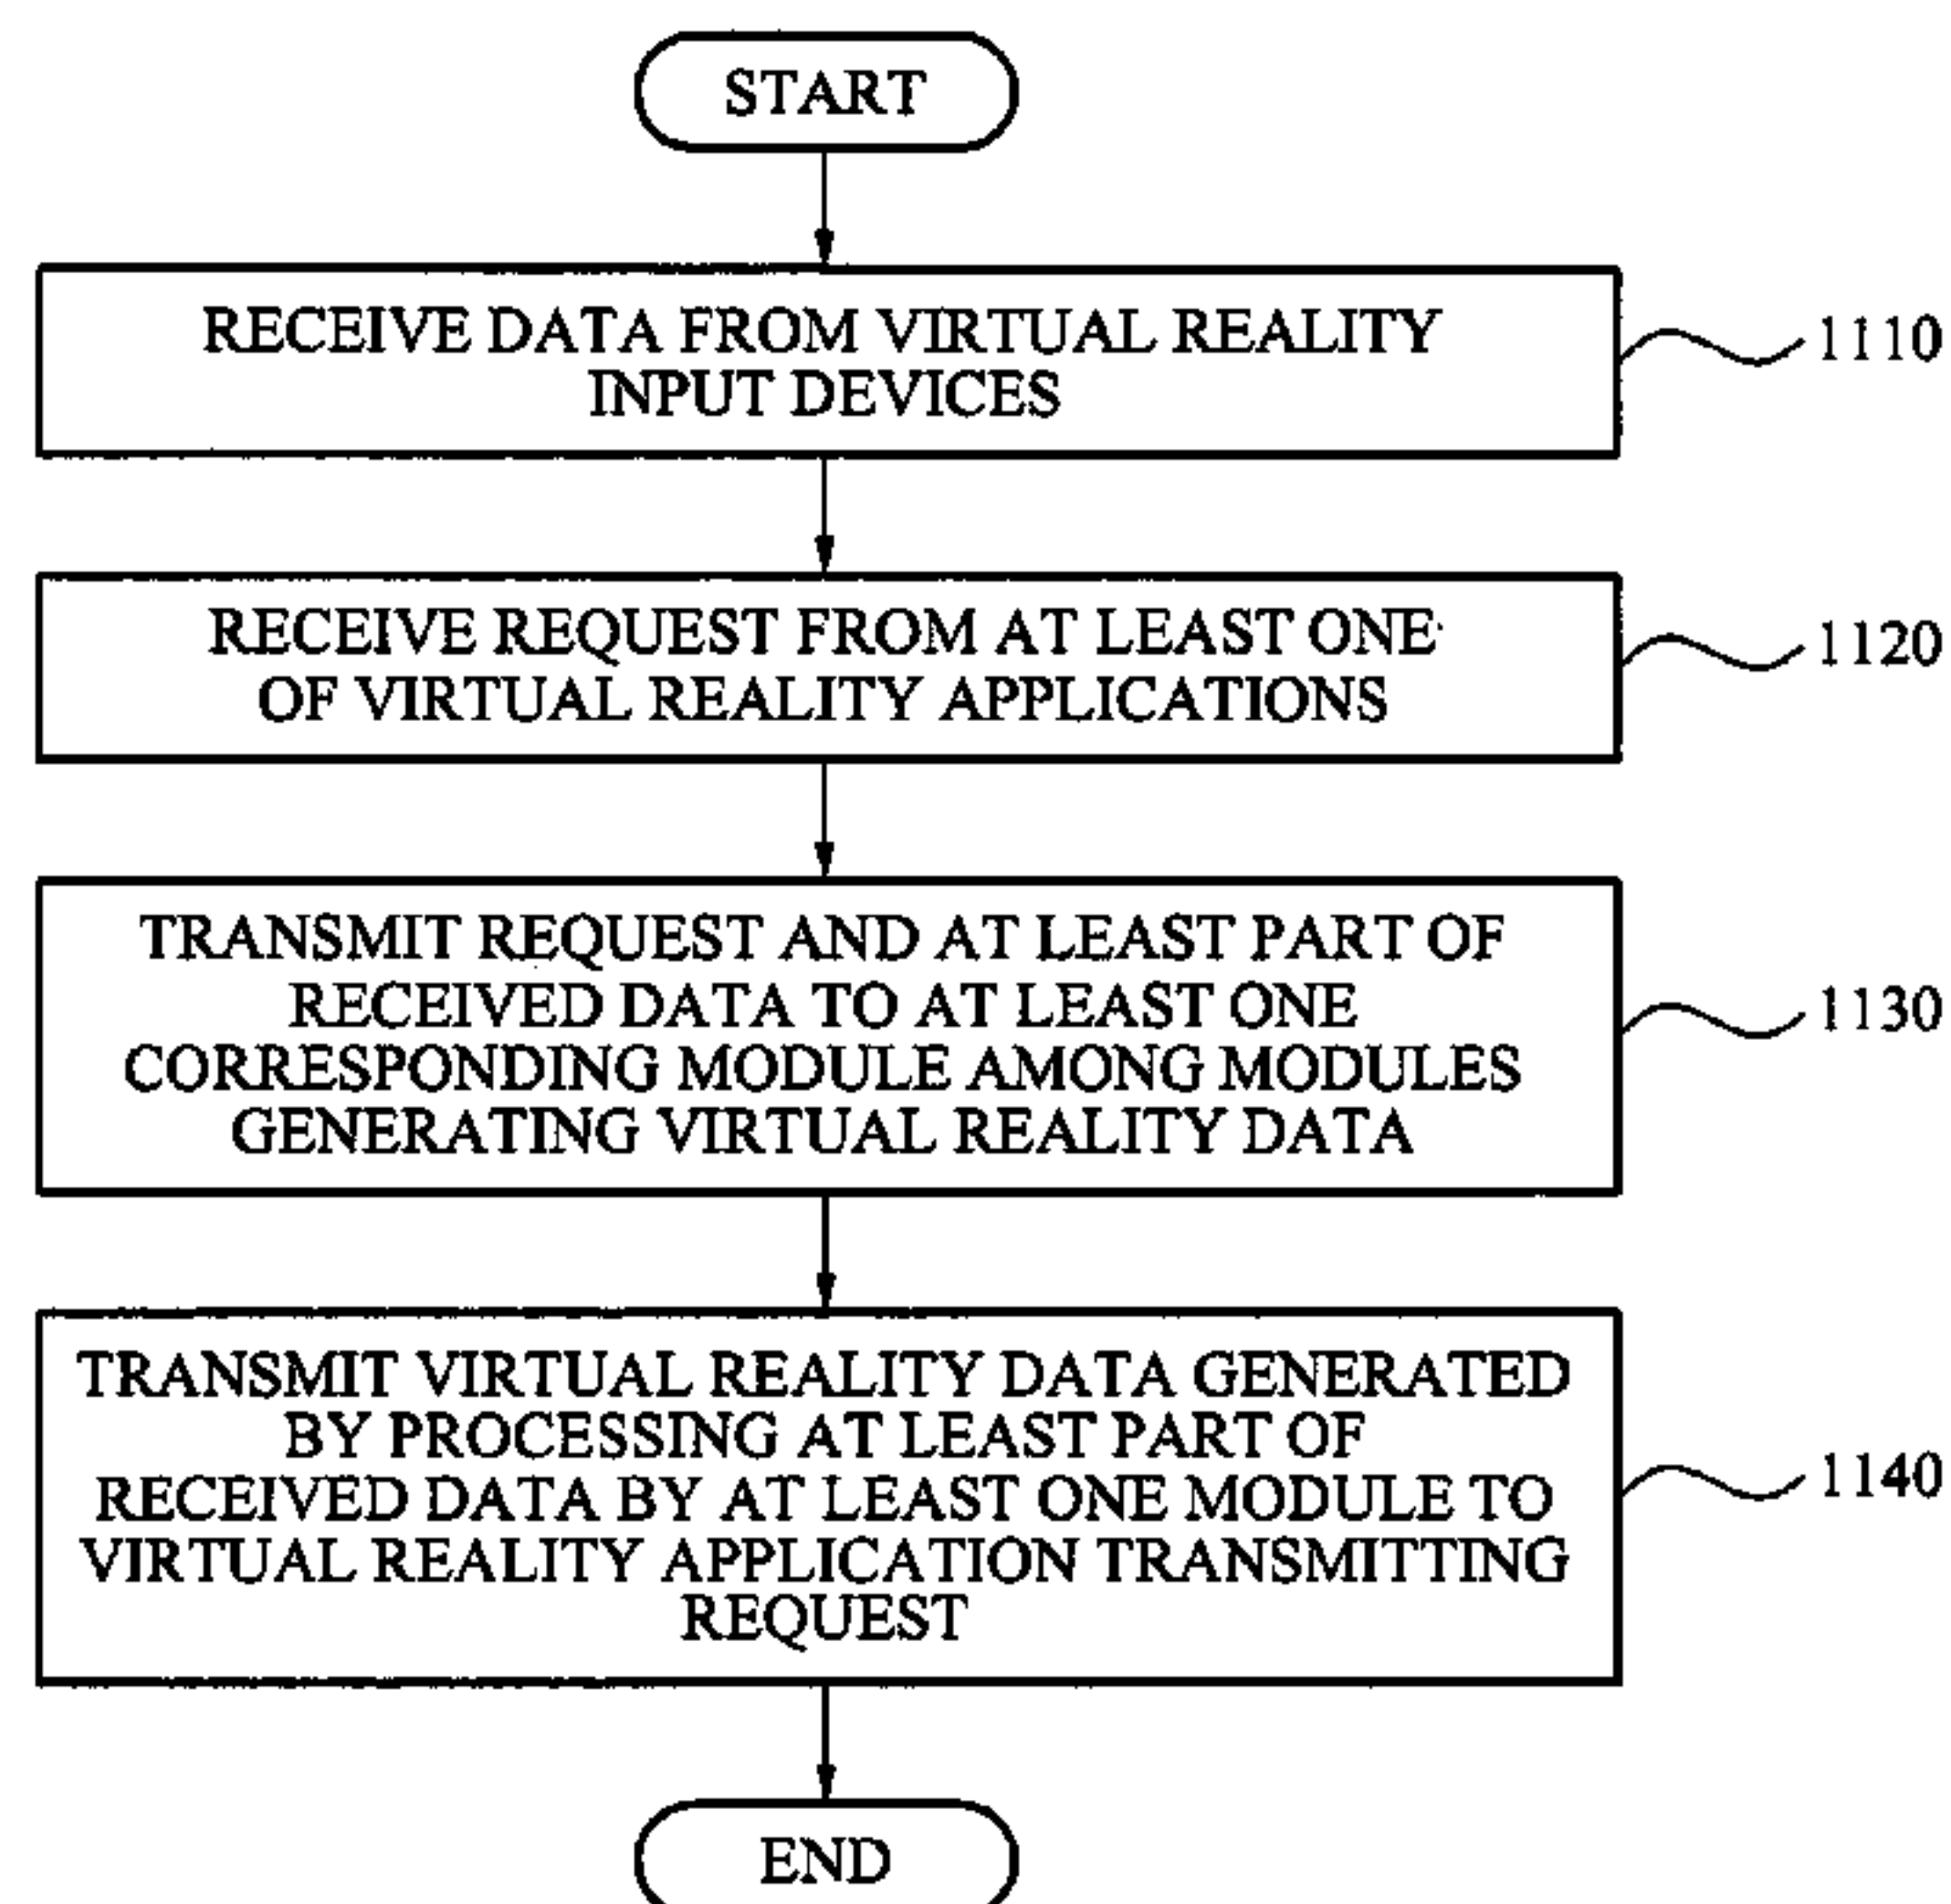 START
RECEIVE DATA FROM VIRTUAL REALITY
INPUT DEVICES
1110
RECEIVE REQUEST FROM AT LEAST ONE
OF VIRTUAL REALITY APPLICATIONS
1120
TRANSMIT REQUEST AND AT LEAST PART OF
RECEIVED DATA TO AT LEAST ONE
CORRESPONDING MODULE AMONG MODULES
GENERATING VIRTUAL REALITY DATA
1130
TRANSMIT VIRTUAL REALITY DATA GENERATED
BY PROCESSING AT LEAST PART OF
RECEIVED DATA BY AT LEAST ONE MODULE TO
VIRTUAL REALITY APPLICATION TRANSMITTING
REQUEST
1140
END